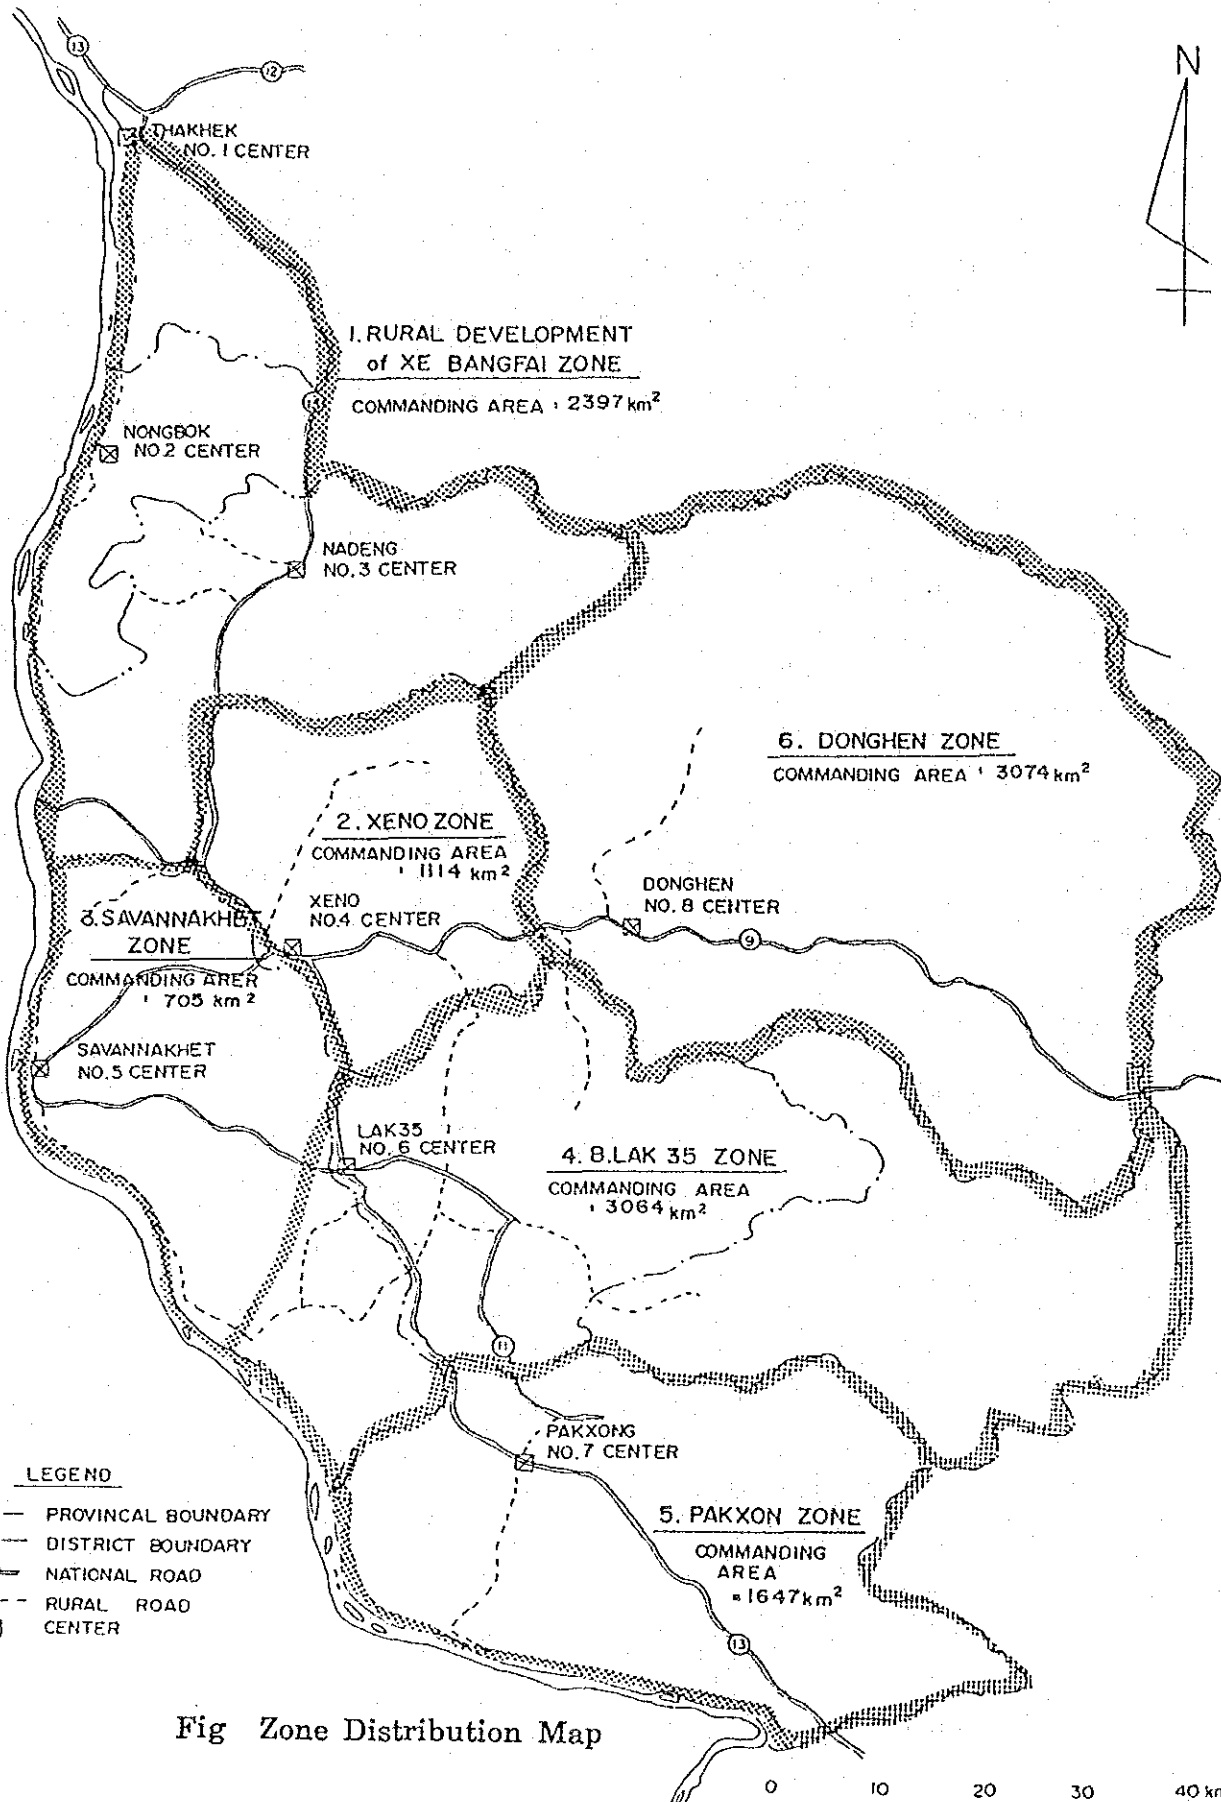 13
12
N
THAKHEK
NO. 1 CENTER
1. RURAL DEVELOPMENT
of XE BANGFAI ZONE
COMMANDING AREA : 2397 km²
13
NONGBOK
NO.2 CENTER
NADENG
NO. 3 CENTER
6. DONGHEN ZONE
COMMANDING AREA : 3074 km²
2. XENO ZONE
COMMANDING AREA
: 1114 km²
DONGHEN
NO. 8 CENTER
XENO
NO.4 CENTER
3. SAVANNAKHET
ZONE
COMMANDING ARER
: 705 km²
9
SAVANNAKHET
NO. 5 CENTER
LAK35
NO. 6 CENTER
4. B.LAK 35 ZONE
COMMANDING AREA
: 3064 km²
11
PAKXONG
NO. 7 CENTER
5. PAKXON ZONE
COMMANDING
AREA
: 1647 km²
13
LEGEND
PROVINCAL BOUNDARY
DISTRICT BOUNDARY
NATIONAL ROAD
RURAL ROAD
CENTER
Fig Zone Distribution Map
0 10 20 30 40 km